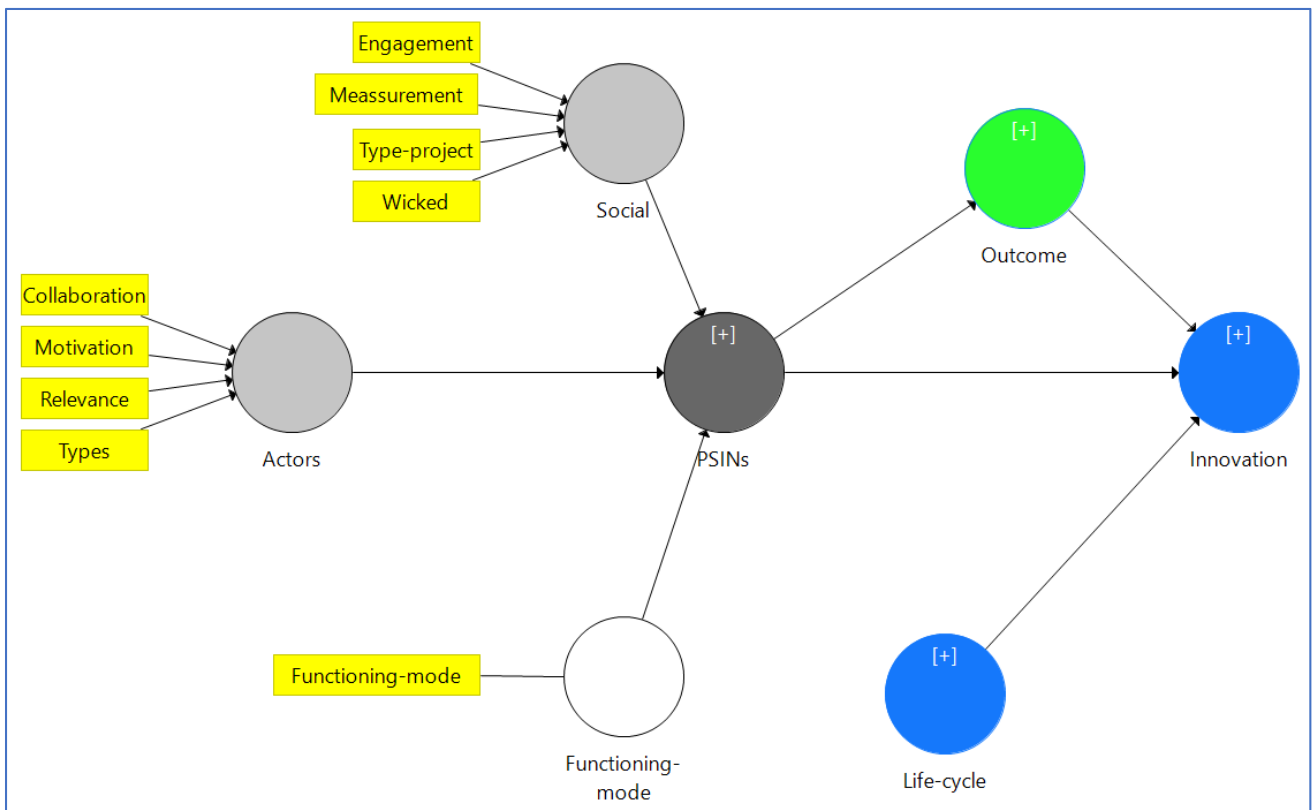 Engagement
Meassurement
Type-project
Wicked
Social
[+]
Outcome
Collaboration
Motivation
Relevance
Types
Actors
[+]
PSINs
[+]
Innovation
Functioning-mode
Functioning-
mode
[+]
Life-cycle